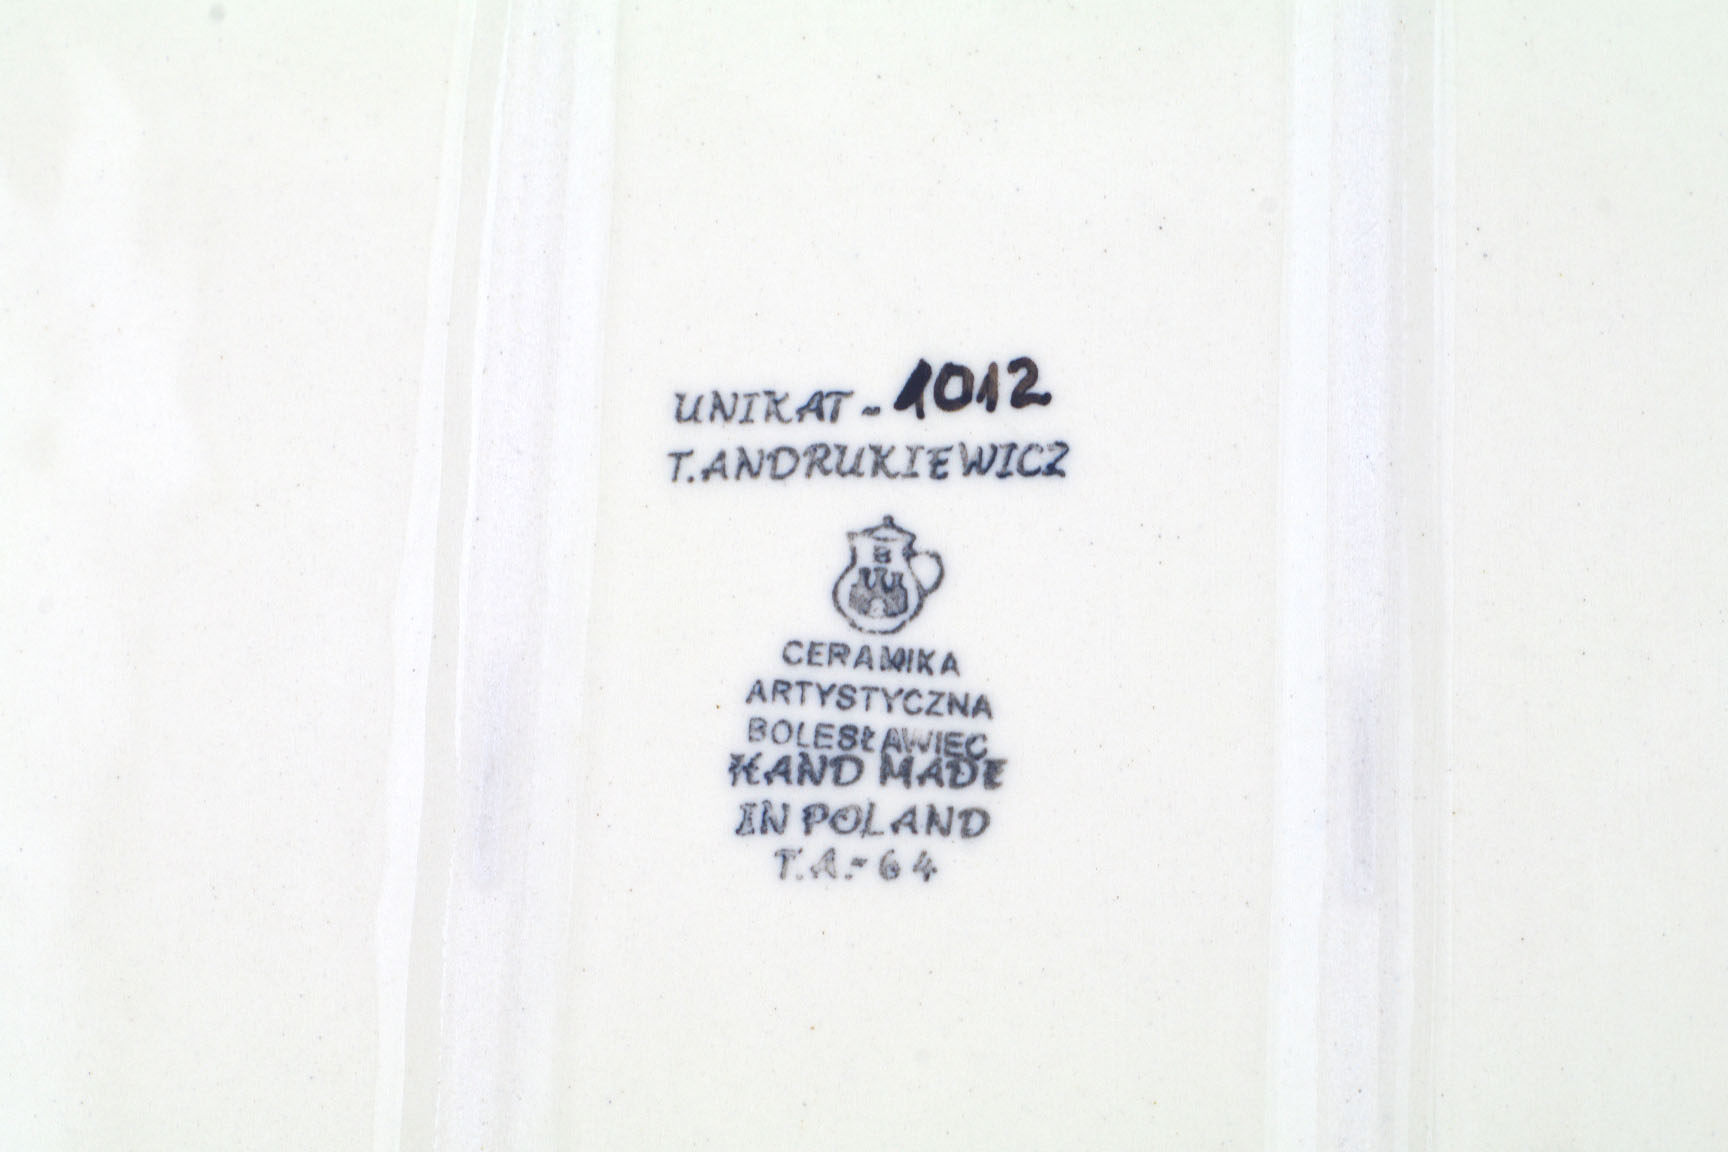 UNIKAT - 1012
T.ANDRUKIEWICZ
CERAMIKA
ARTYSTYCZNA
BOLESŁAWIEC
HAND MADE
IN POLAND
T.A.-64